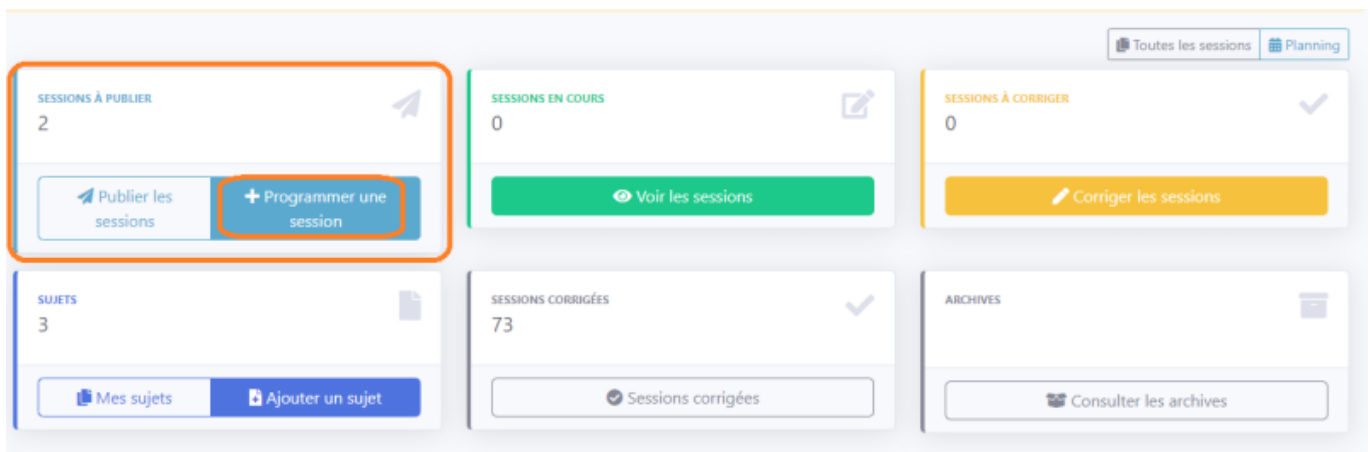 Toutes les sessions Planning
SESSIONS À PUBLIER
2
Publier les
sessions
Programmer une
session
SESSIONS EN COURS
0
Voir les sessions
SESSIONS À CORRIGER
0
Corriger les sessions
SUJETS
3
Mes sujets
Ajouter un sujet
SESSIONS CORRIGÉES
73
Sessions corrigées
ARCHIVES
Consulter les archives